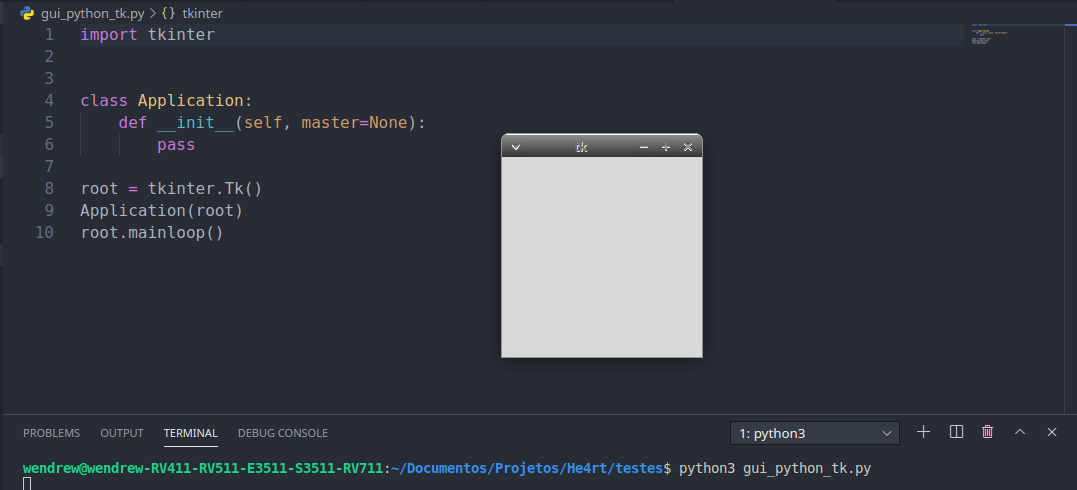 gui_python_tk.py > {} tkinter
1 import tkinter
2
3
4 class Application:
5     def __init__(self, master=None):
6         pass
7
8 root = tkinter.Tk()
9 Application(root)
10 root.mainloop()
tk
PROBLEMS OUTPUT TERMINAL DEBUG CONSOLE 1: python3
wendrew@wendrew-RV411-RV511-E3511-S3511-RV711:~/Documentos/Projetos/He4rt/testes$ python3 gui_python_tk.py